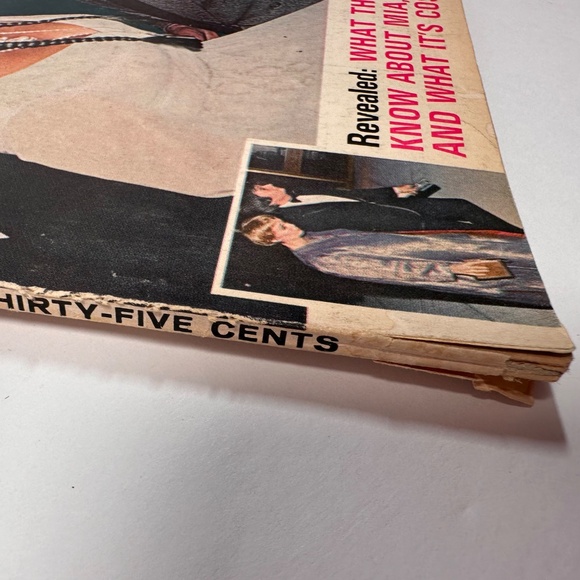 Revealed: WHAT TH
KNOW ABOUT MIA,
AND WHAT IT'S CO
HIRTY-FIVE CENTS